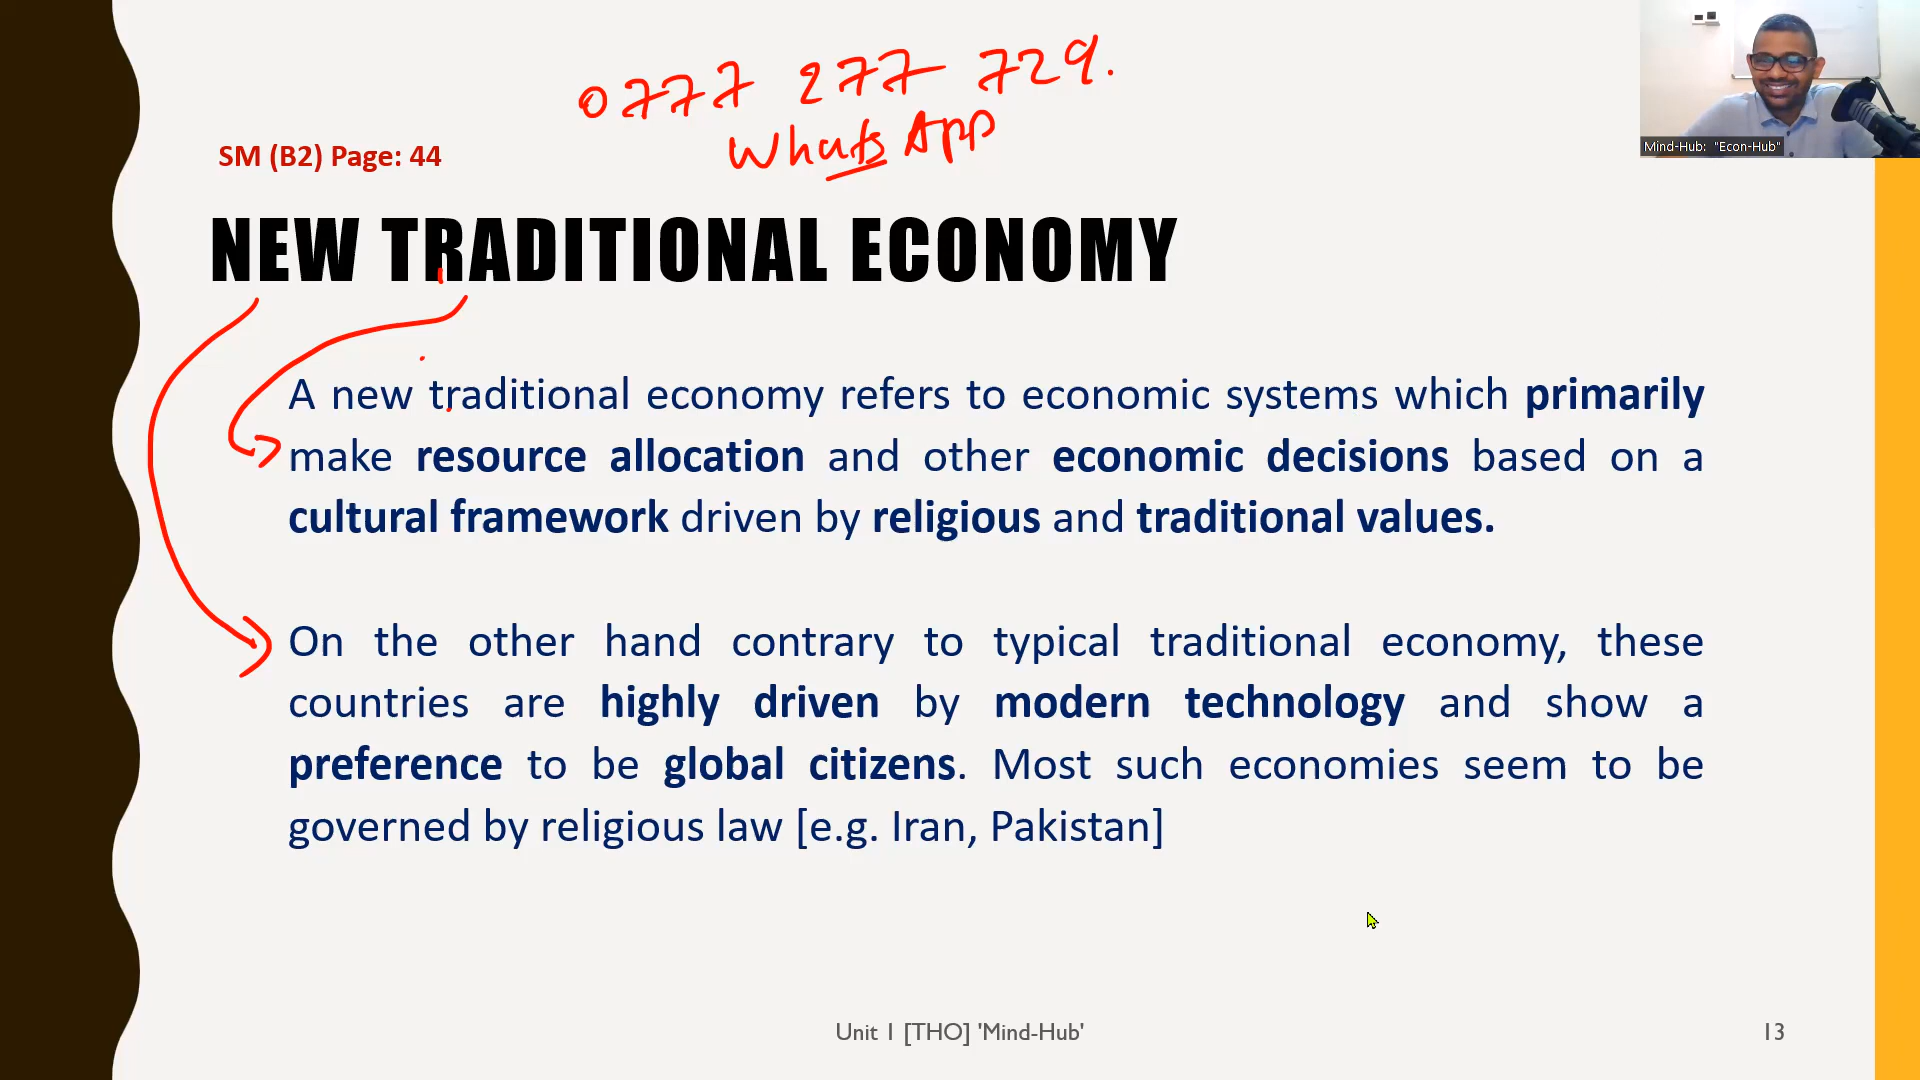 0777 277 729.
WhatsApp
Mind-Hub: "Econ-Hub"
SM (B2) Page: 44
NEW TRADITIONAL ECONOMY
A new traditional economy refers to economic systems which primarily
make resource allocation and other economic decisions based on a
cultural framework driven by religious and traditional values.
On the other hand contrary to typical traditional economy, these
countries are highly driven by modern technology and show a
preference to be global citizens. Most such economies seem to be
governed by religious law [e.g. Iran, Pakistan]
Unit 1 [THO] 'Mind-Hub'
13